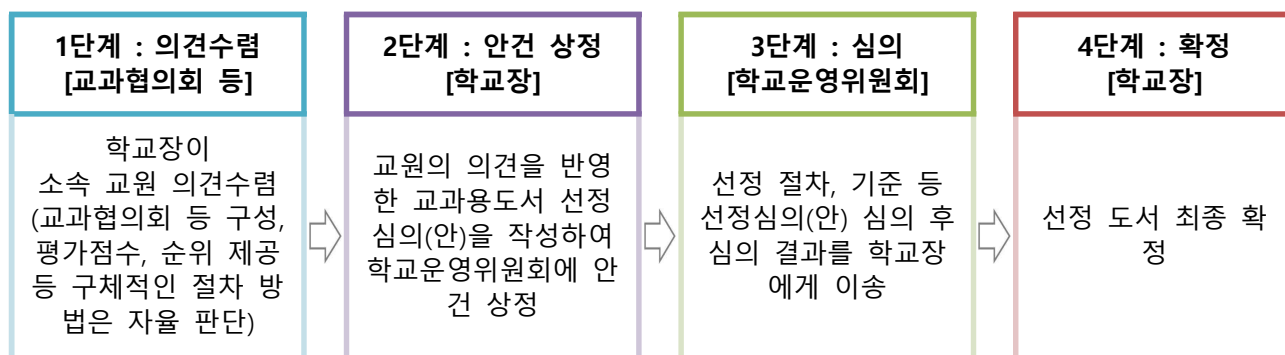 1단계 : 의견수렴
[교과협의회 등]
학교장이
소속 교원 의견수렴
(교과협의회 등 구성,
평가점수, 순위 제공
등 구체적인 절차 방
법은 자율 판단)
2단계 : 안건 상정
[학교장]
교원의 의견을 반영
한 교과용도서 선정
심의(안)을 작성하여
학교운영위원회에 안
건 상정
3단계 : 심의
[학교운영위원회]
선정 절차, 기준 등
선정심의(안) 심의 후
심의 결과를 학교장
에게 이송
4단계 : 확정
[학교장]
선정 도서 최종 확
정